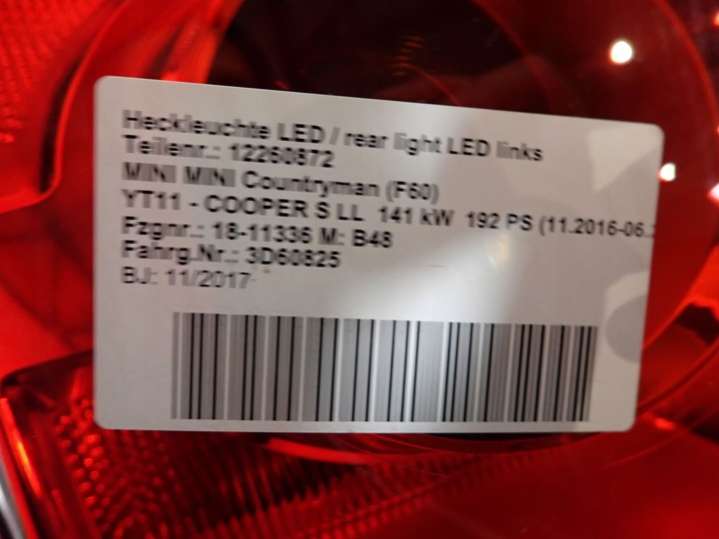 Heckleuchte LED / rear light LED links
Teilenr.: 12260872
MINI MINI Countryman (F60)
YT11 - COOPER S LL 141 kW 192 PS (11.2016-06.
Fzgnr.: 18-11336 M: B48
Fahrg.Nr.: 3D60825
BJ: 11/2017